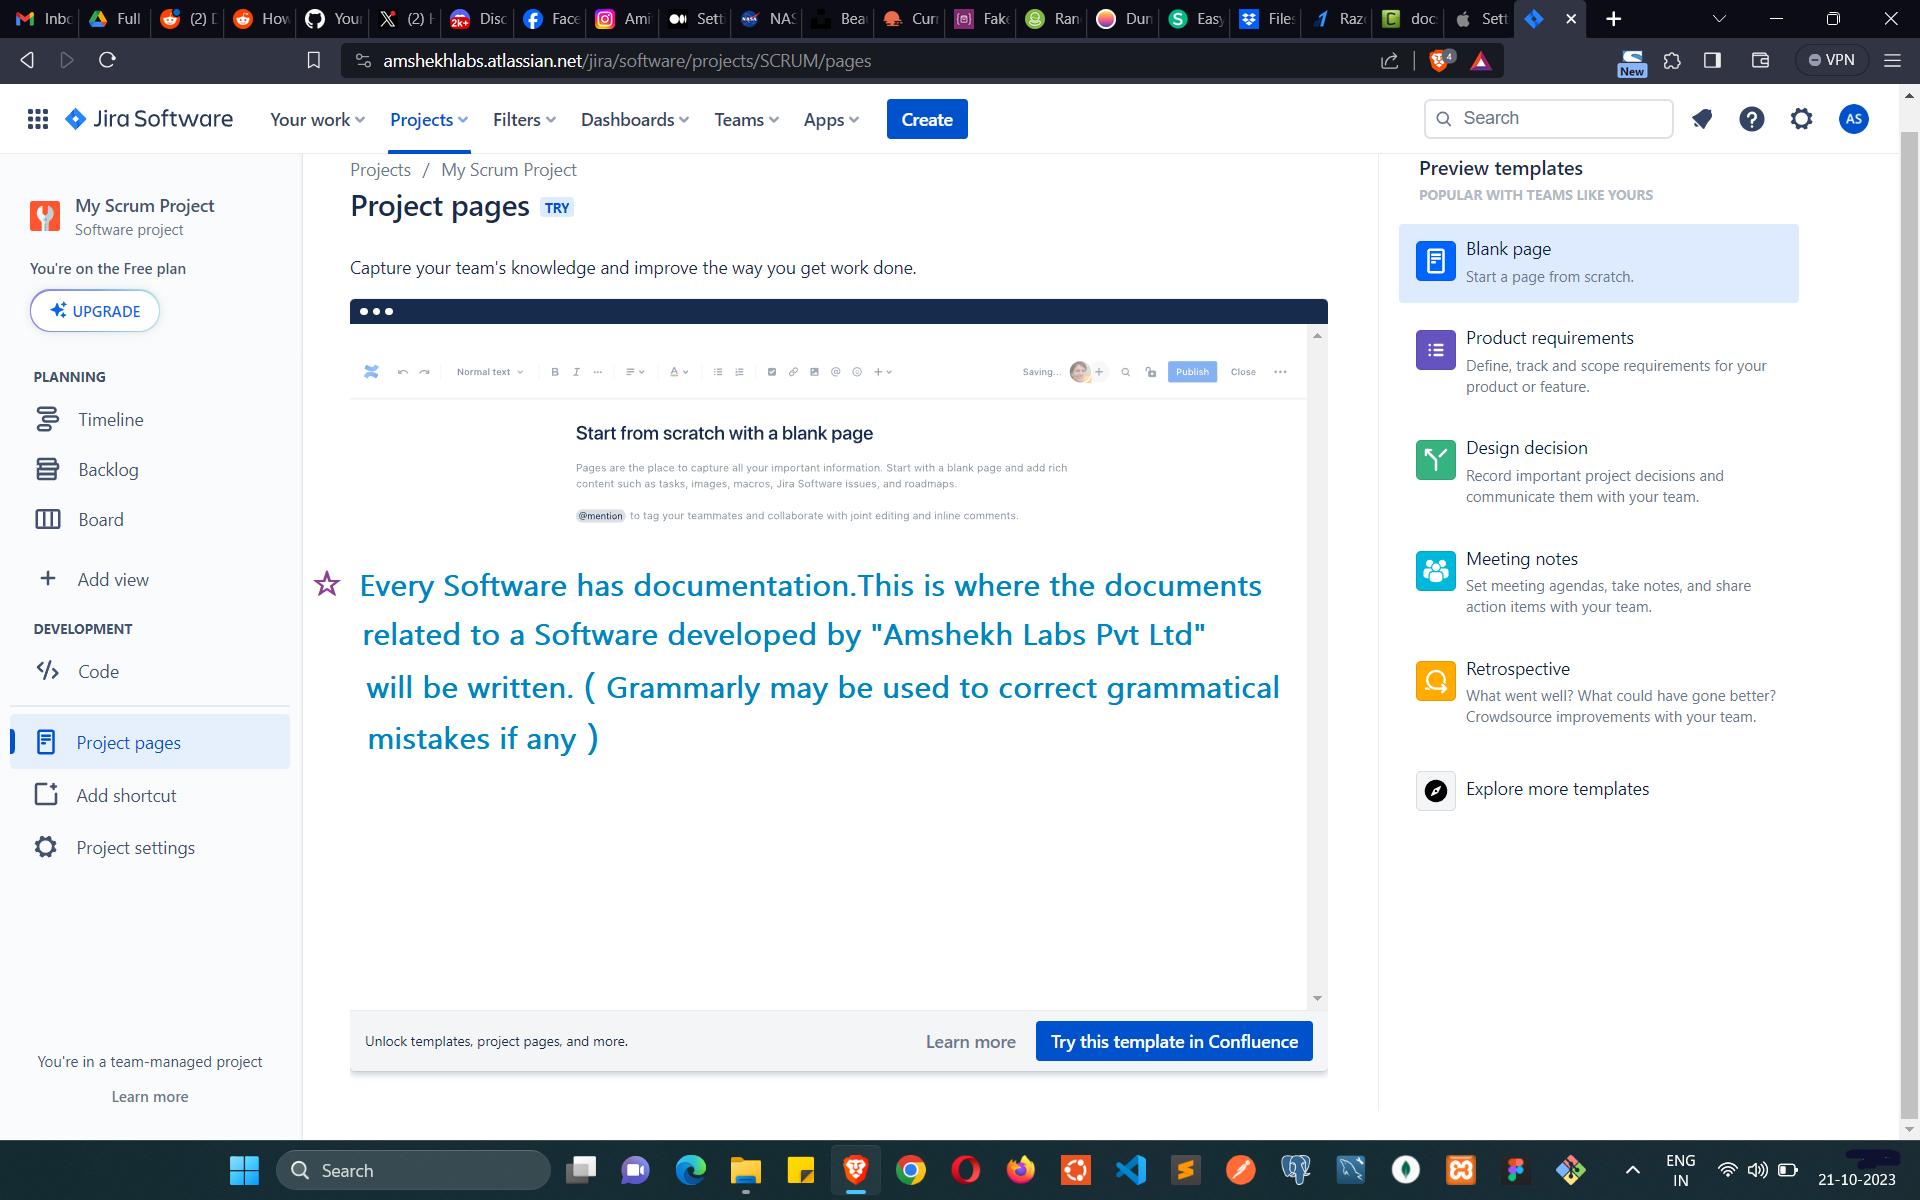 Inbo
Full
(2) D
How
Your
(2) H
2K+
Disc
Face
Ami
Sett
NAS
Bea
Curr
Fake
Ran
Dun
Easy
Files
Razo
doc
Sett
amshekhlabs.atlassian.net/jira/software/projects/SCRUM/pages
4
New
VPN
Jira Software
Your work
Projects
Filters
Dashboards
Teams
Apps
Create
Search
AS
My Scrum Project
Software project
You're on the Free plan
UPGRADE
PLANNING
Timeline
Backlog
Board
Add view
DEVELOPMENT
Code
Project pages
Add shortcut
Project settings
You're in a team-managed project
Learn more
Projects / My Scrum Project
Project pages TRY
Capture your team's knowledge and improve the way you get work done.
Normal text
B I
A
Saving...
Publish
Close
Start from scratch with a blank page
Pages are the place to capture all your important information. Start with a blank page and add rich
content such as tasks, images, macros, Jira Software issues, and roadmaps.
@mention to tag your teammates and collaborate with joint editing and inline comments.
Every Software has documentation.This is where the documents
related to a Software developed by "Amshekh Labs Pvt Ltd"
will be written. ( Grammarly may be used to correct grammatical
mistakes if any )
Unlock templates, project pages, and more.
Learn more
Try this template in Confluence
Preview templates
POPULAR WITH TEAMS LIKE YOURS
Blank page
Start a page from scratch.
Product requirements
Define, track and scope requirements for your
product or feature.
Design decision
Record important project decisions and
communicate them with your team.
Meeting notes
Set meeting agendas, take notes, and share
action items with your team.
Retrospective
What went well? What could have gone better?
Crowdsource improvements with your team.
Explore more templates
Search
ENG
IN
21-10-2023